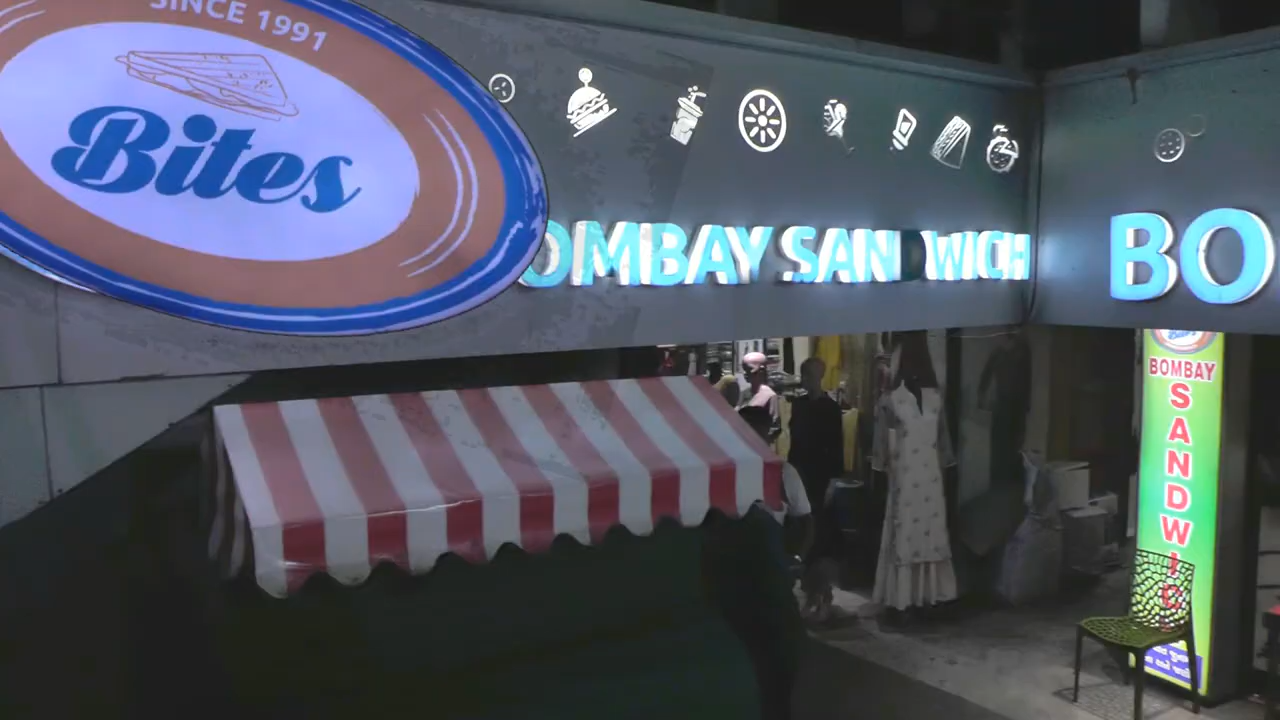 SINCE 1991
Bites
OMBAY SANDWICH
BO
BOMBAY
SANDWIC